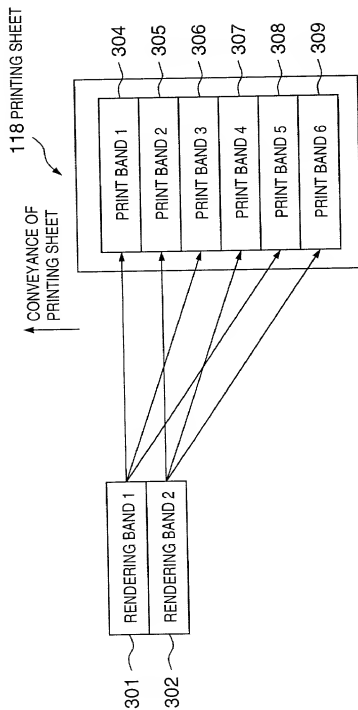 118 PRINTING SHEET
CONVEYANCE OF
PRINTING SHEET
RENDERING BAND 1
RENDERING BAND 2
301
302
PRINT BAND 1
PRINT BAND 2
PRINT BAND 3
PRINT BAND 4
PRINT BAND 5
PRINT BAND 6
304
305
306
307
308
309